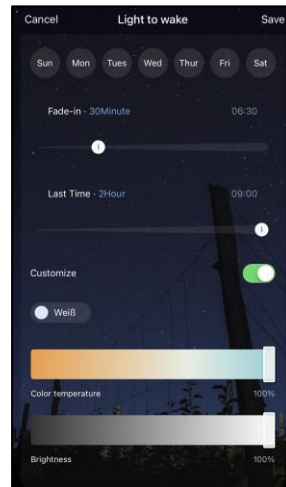 Cancel Light to wake Save
Sun Mon Tues Wed Thur Fri Sat
Fade-in · 30Minute 06:30
Last Time · 2Hour 09:00
Customize
Weiß
Color temperature 100%
Brightness 100%